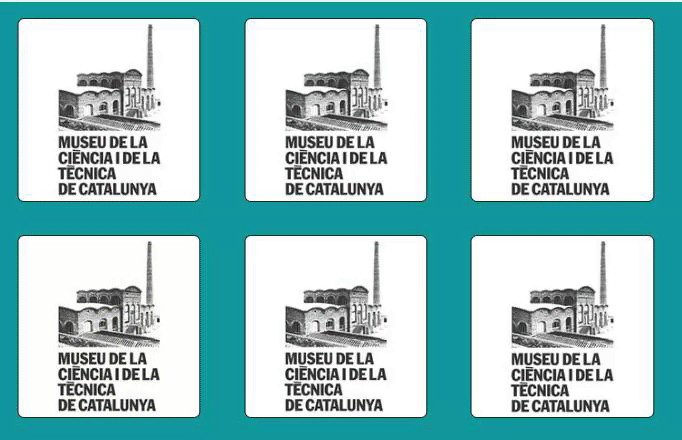 MUSEU DE LA
CIÈNCIA I DE LA
TÈCNICA
DE CATALUNYA
MUSEU DE LA
CIÈNCIA I DE LA
TÈCNICA
DE CATALUNYA
MUSEU DE LA
CIÈNCIA I DE LA
TÈCNICA
DE CATALUNYA
MUSEU DE LA
CIÈNCIA I DE LA
TÈCNICA
DE CATALUNYA
MUSEU DE LA
CIÈNCIA I DE LA
TÈCNICA
DE CATALUNYA
MUSEU DE LA
CIÈNCIA I DE LA
TÈCNICA
DE CATALUNYA